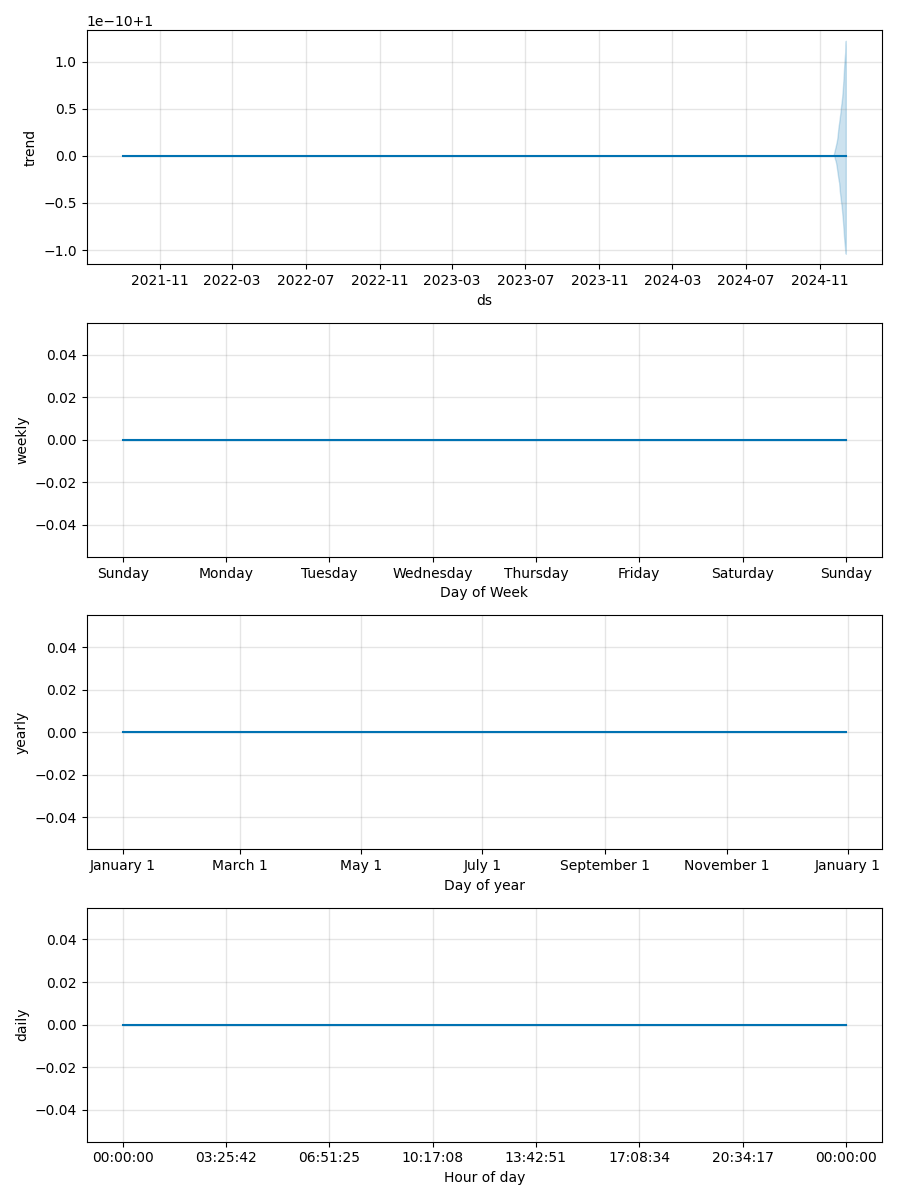 1e−10+1
1.0
0.5
0.0
−0.5
−1.0
trend
2021-11 2022-03 2022-07 2022-11 2023-03 2023-07 2023-11 2024-03 2024-07 2024-11
ds
0.04
0.02
0.00
−0.02
−0.04
weekly
Sunday Monday Tuesday Wednesday Thursday Friday Saturday Sunday
Day of Week
0.04
0.02
0.00
−0.02
−0.04
yearly
January 1 March 1 May 1 July 1 September 1 November 1 January 1
Day of year
0.04
0.02
0.00
−0.02
−0.04
daily
00:00:00 03:25:42 06:51:25 10:17:08 13:42:51 17:08:34 20:34:17 00:00:00
Hour of day